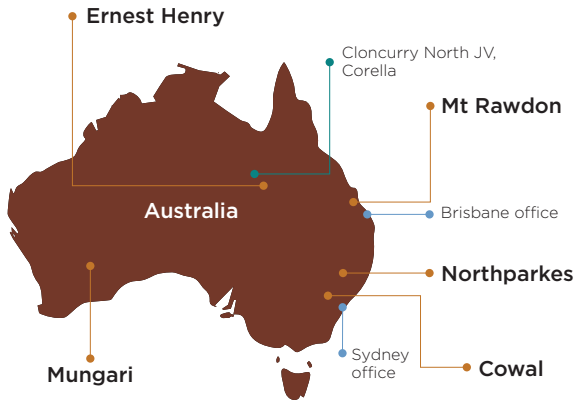 Ernest Henry
Cloncurry North JV,
Corella
Mt Rawdon
Australia
Brisbane office
Northparkes
Sydney
office
Cowal
Mungari